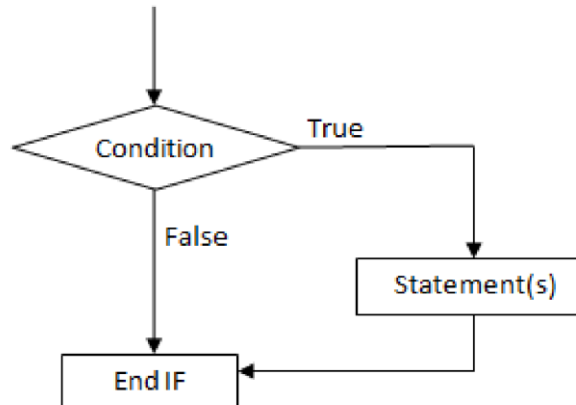 True
Condition
False
Statement(s)
End IF